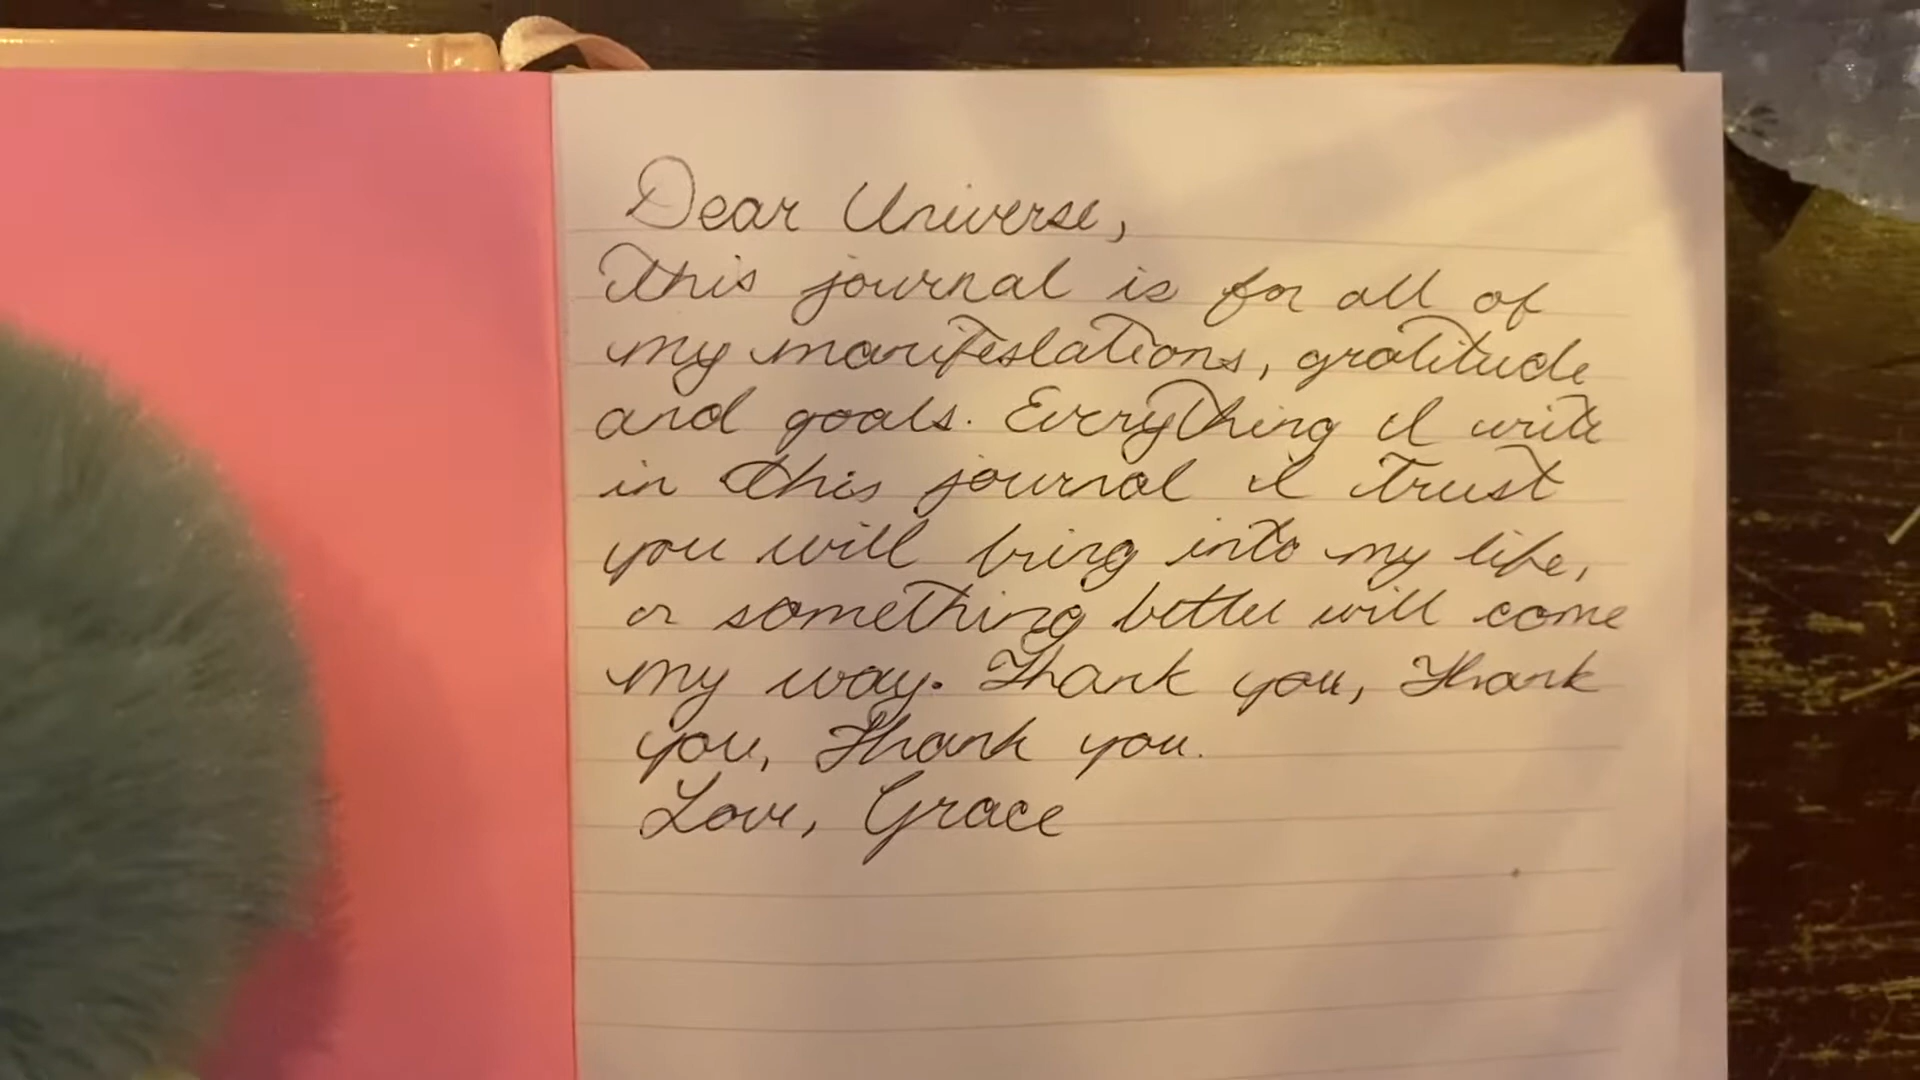 Dear Universe,
This journal is for all of
my manifestations, gratitude
and goals. Everything I write
in this journal I trust
you will bring into my life,
or something better will come
my way. Thank you, Thank
you, Thank you.
Love, Grace